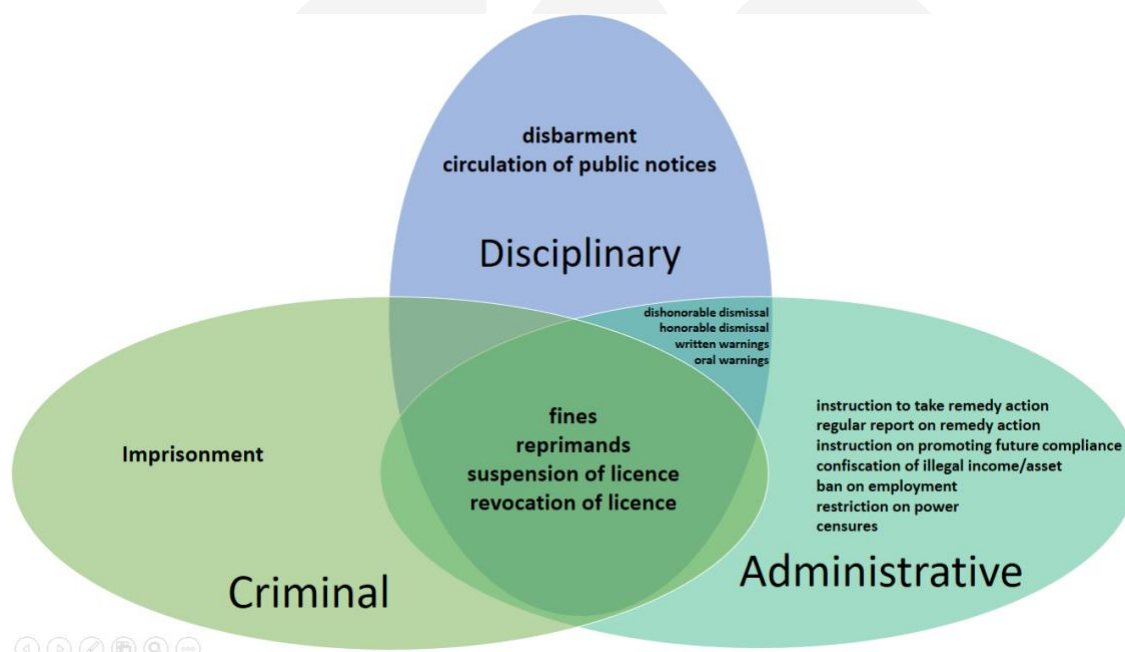 disbarment
circulation of public notices
Disciplinary
dishonorable dismissal
honorable dismissal
written warnings
oral warnings
fines
reprimands
suspension of licence
revocation of licence
Imprisonment
Criminal
instruction to take remedy action
regular report on remedy action
instruction on promoting future compliance
confiscation of illegal income/asset
ban on employment
restriction on power
censures
Administrative